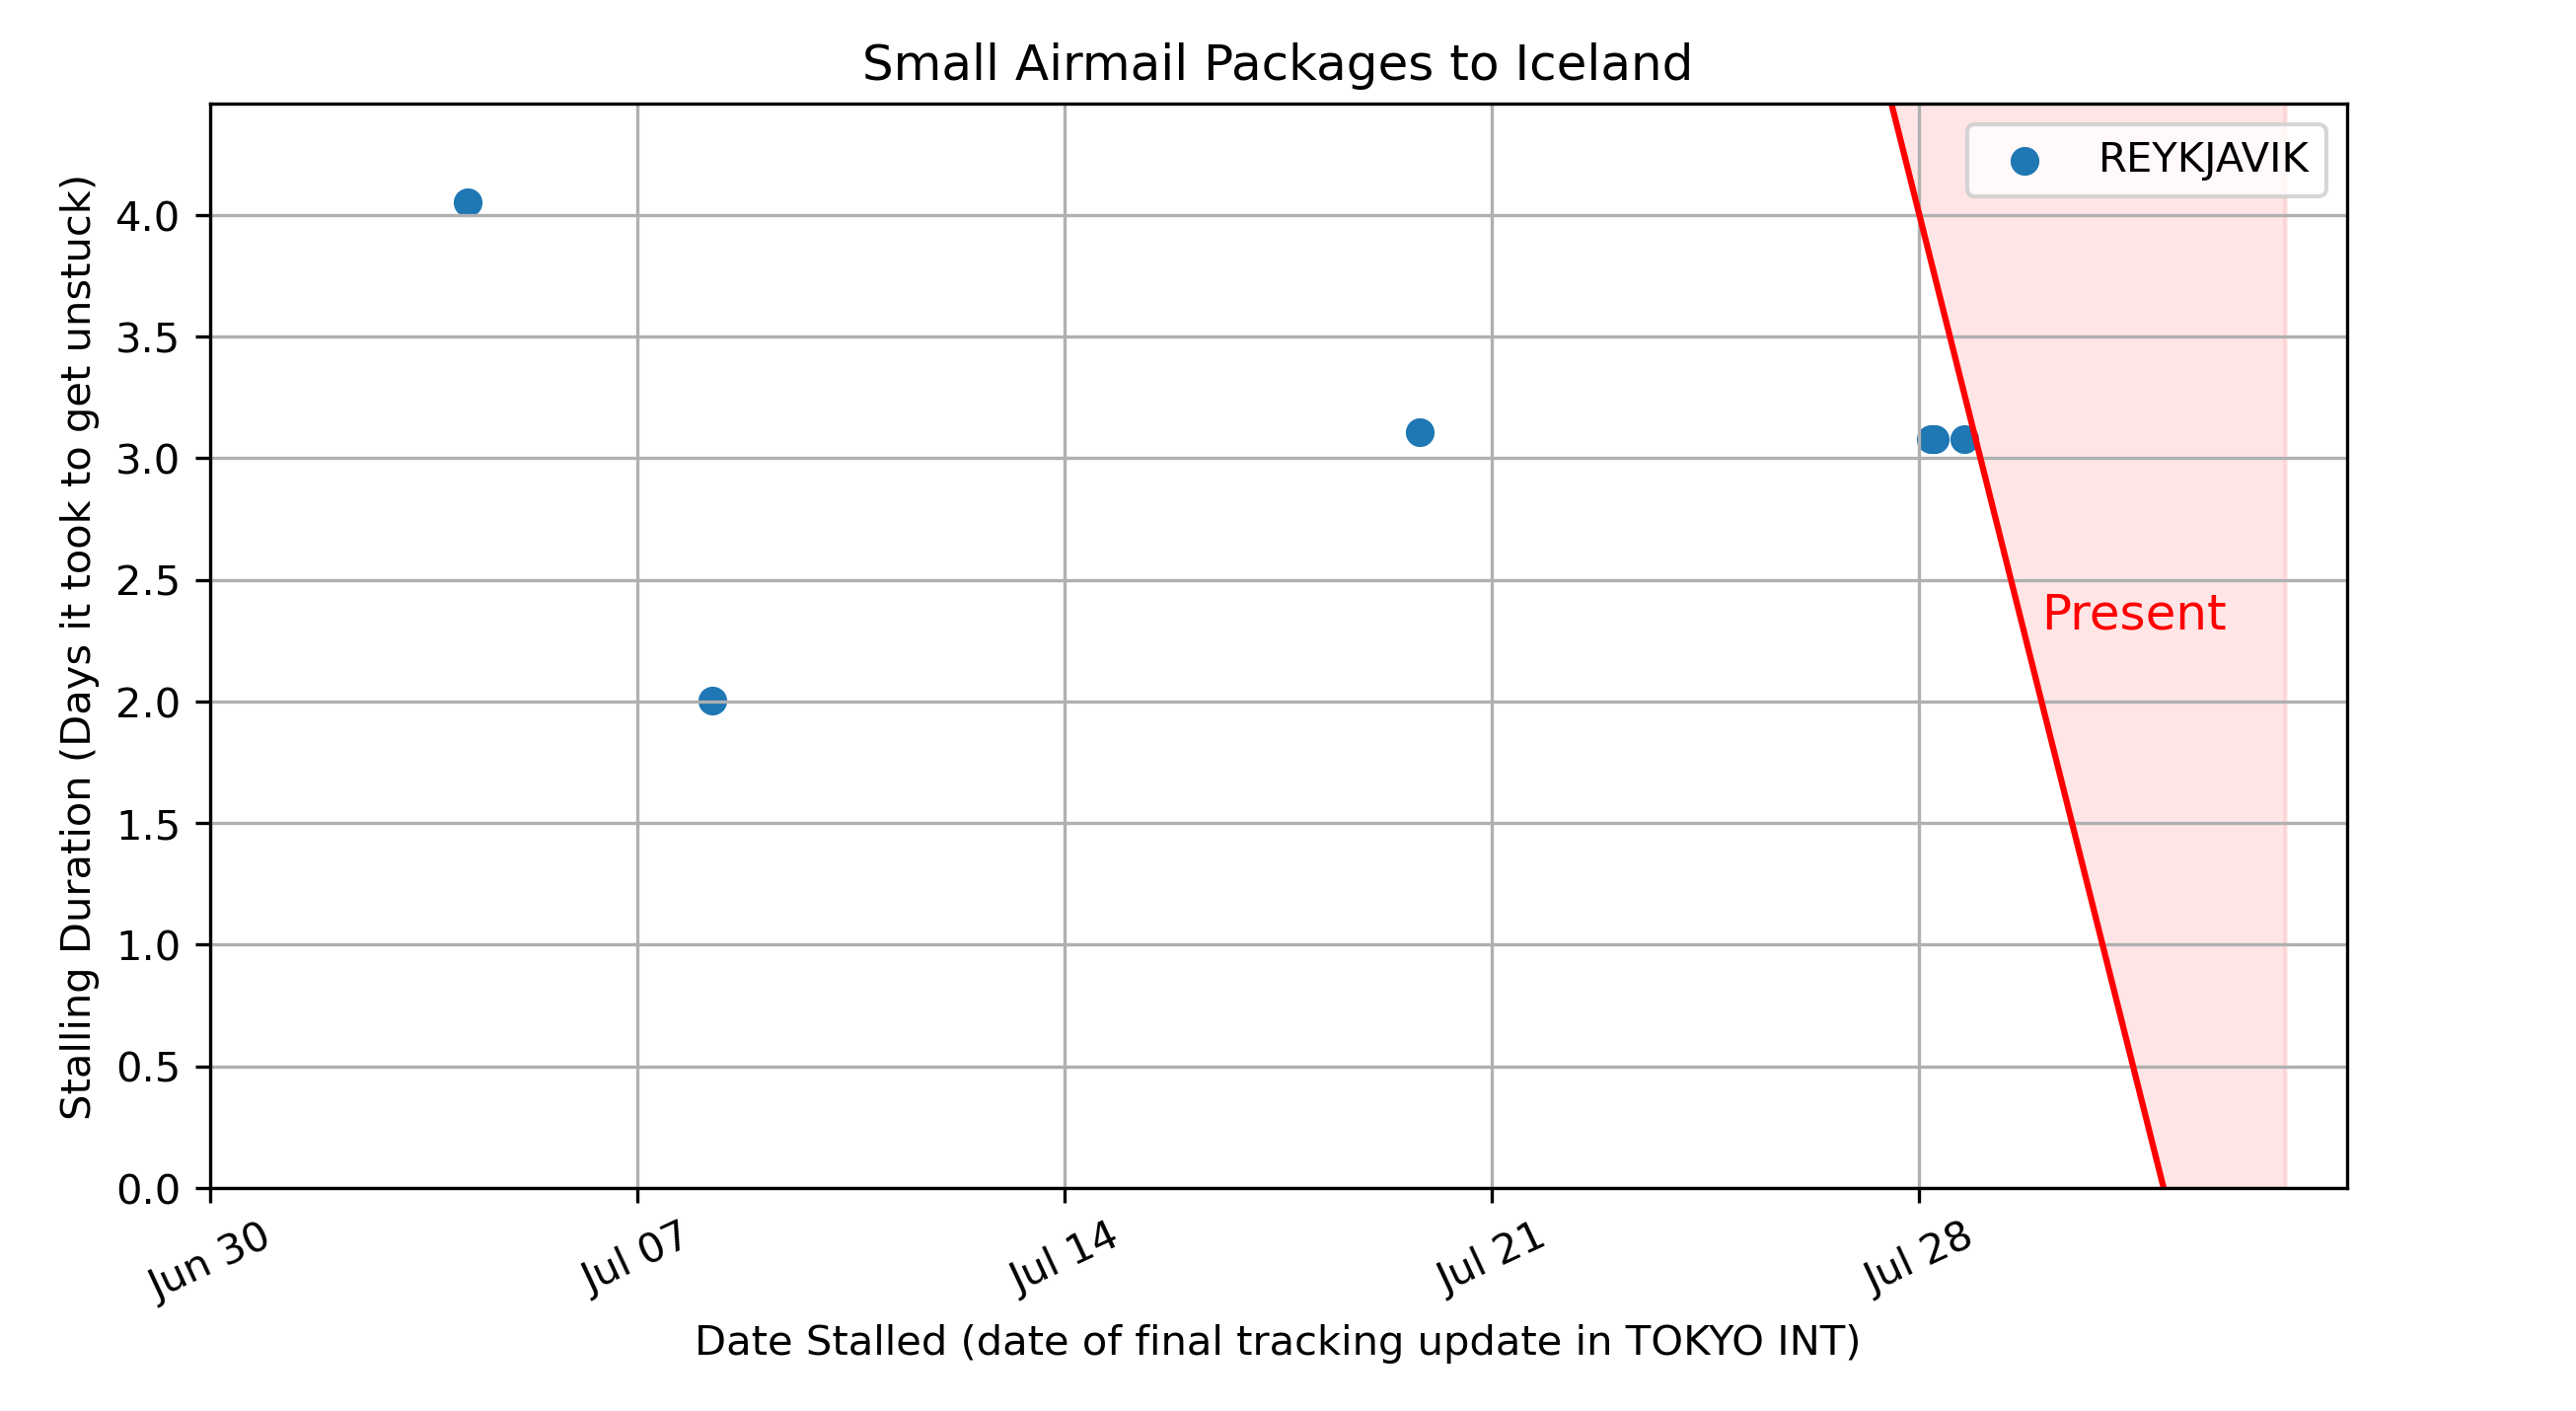 Small Airmail Packages to Iceland
REYKJAVIK
Stalling Duration (Days it took to get unstuck)
4.0
3.5
3.0
2.5
2.0
1.5
1.0
0.5
0.0
Present
Jun 30
Jul 07
Jul 14
Jul 21
Jul 28
Date Stalled (date of final tracking update in TOKYO INT)